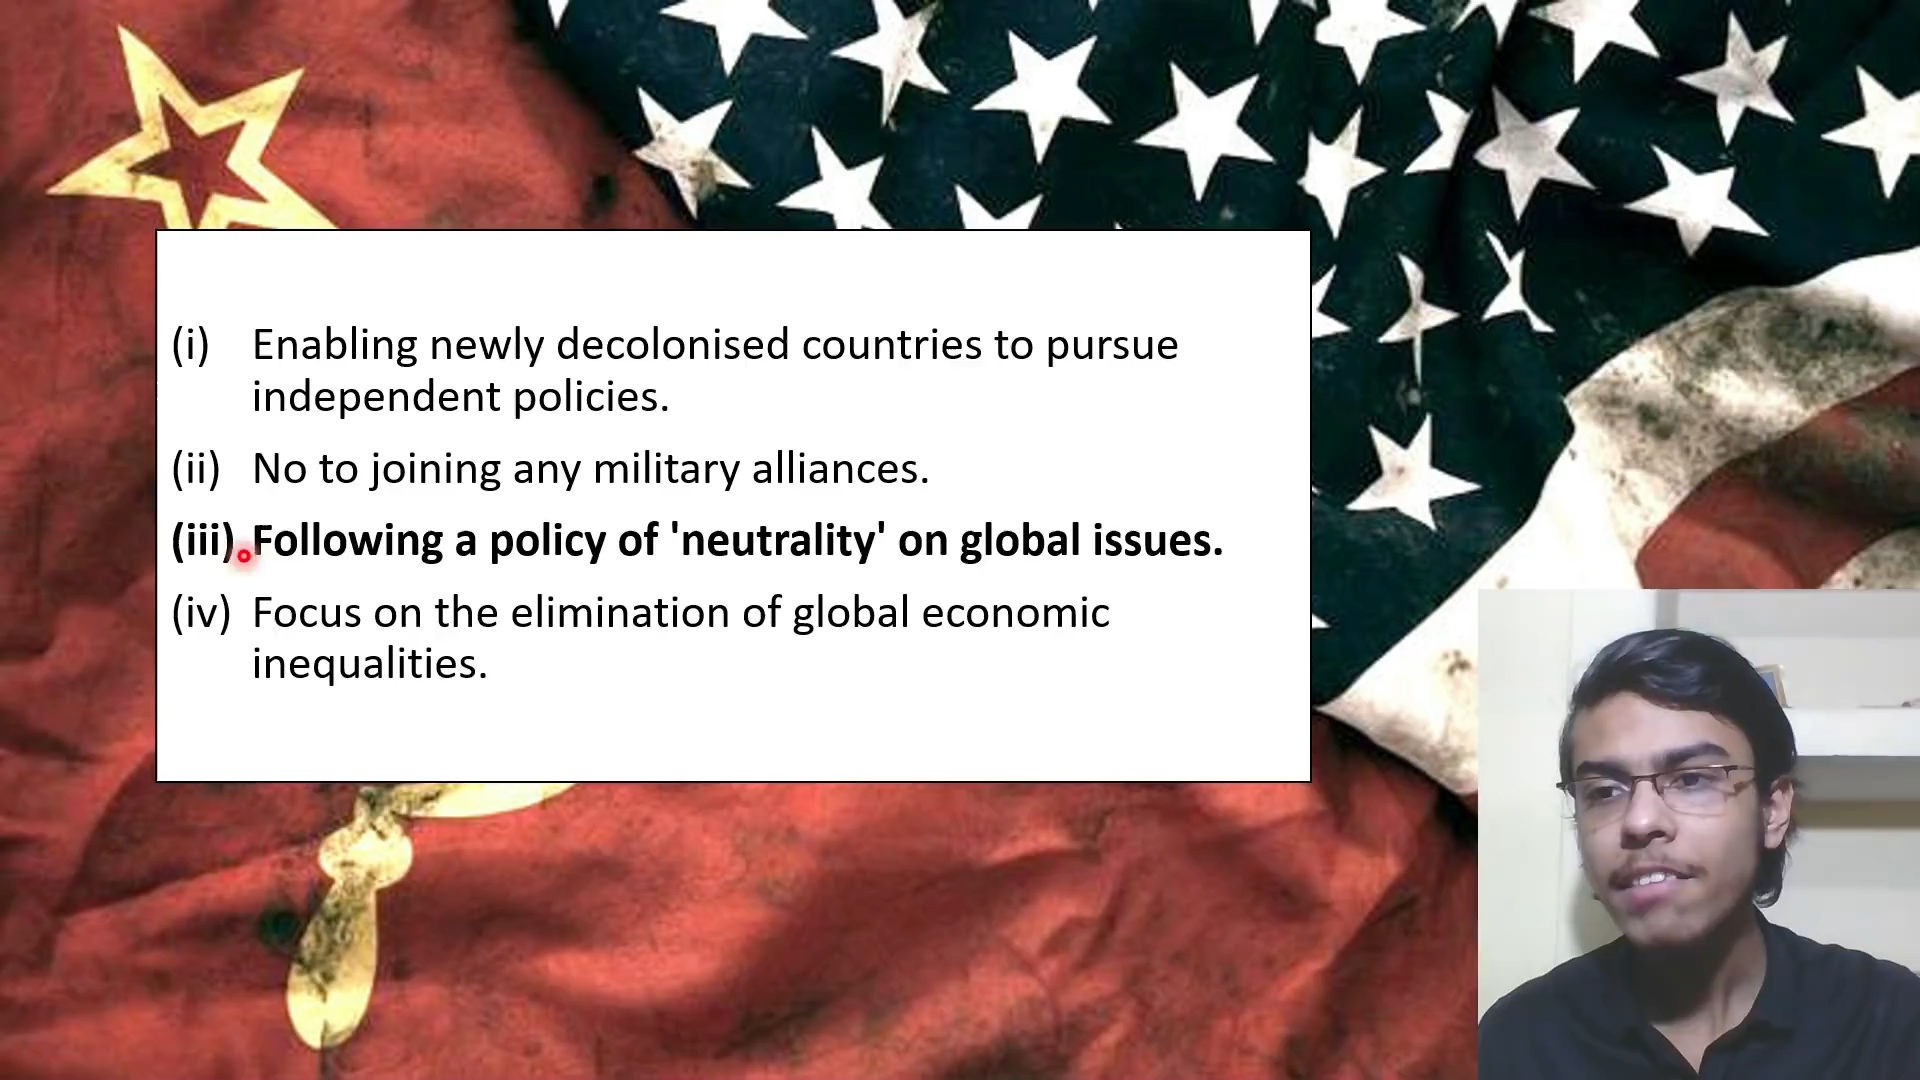 (i) Enabling newly decolonised countries to pursue
independent policies.
(ii) No to joining any military alliances.
(iii) Following a policy of 'neutrality' on global issues.
(iv) Focus on the elimination of global economic
inequalities.